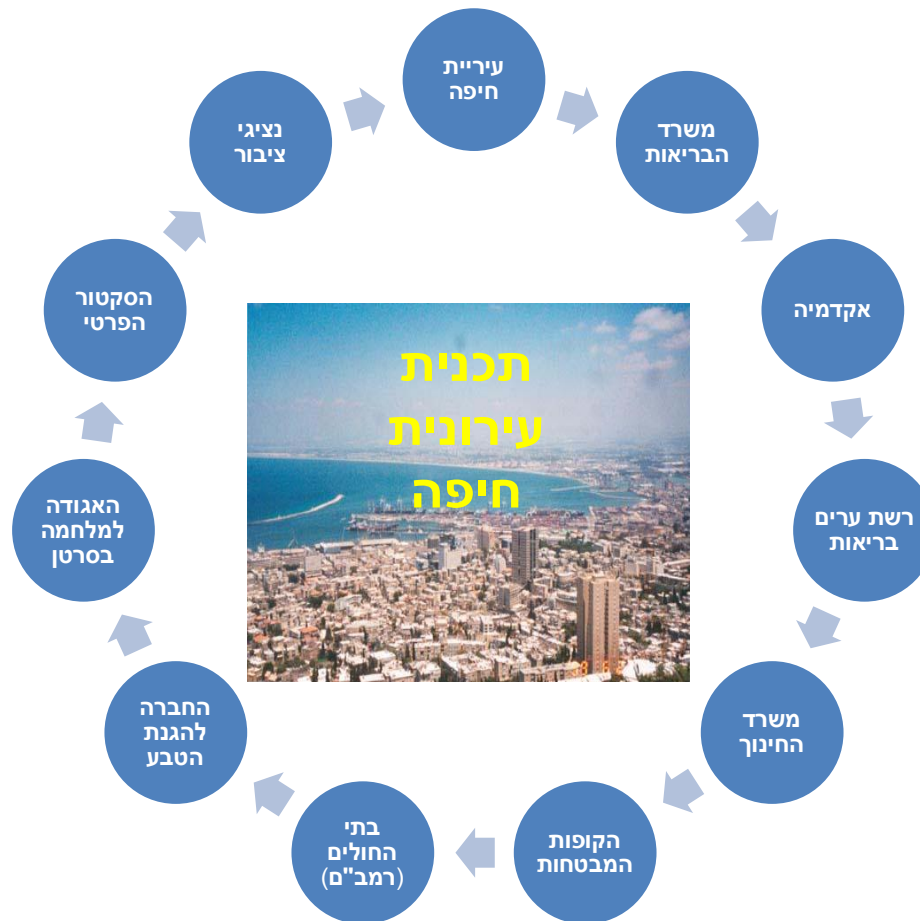 עיריית
חיפה
משרד
הבריאות
אקדמיה
רשת ערים
בריאות
משרד
החינוך
הקופות
המבטחות
בתי
החולים
(רמב"ם)
החברה
להגנת
הטבע
האגודה
למלחמה
בסרטן
הסקטור
הפרטי
נציגי
ציבור
תכנית
עירונית
חיפה